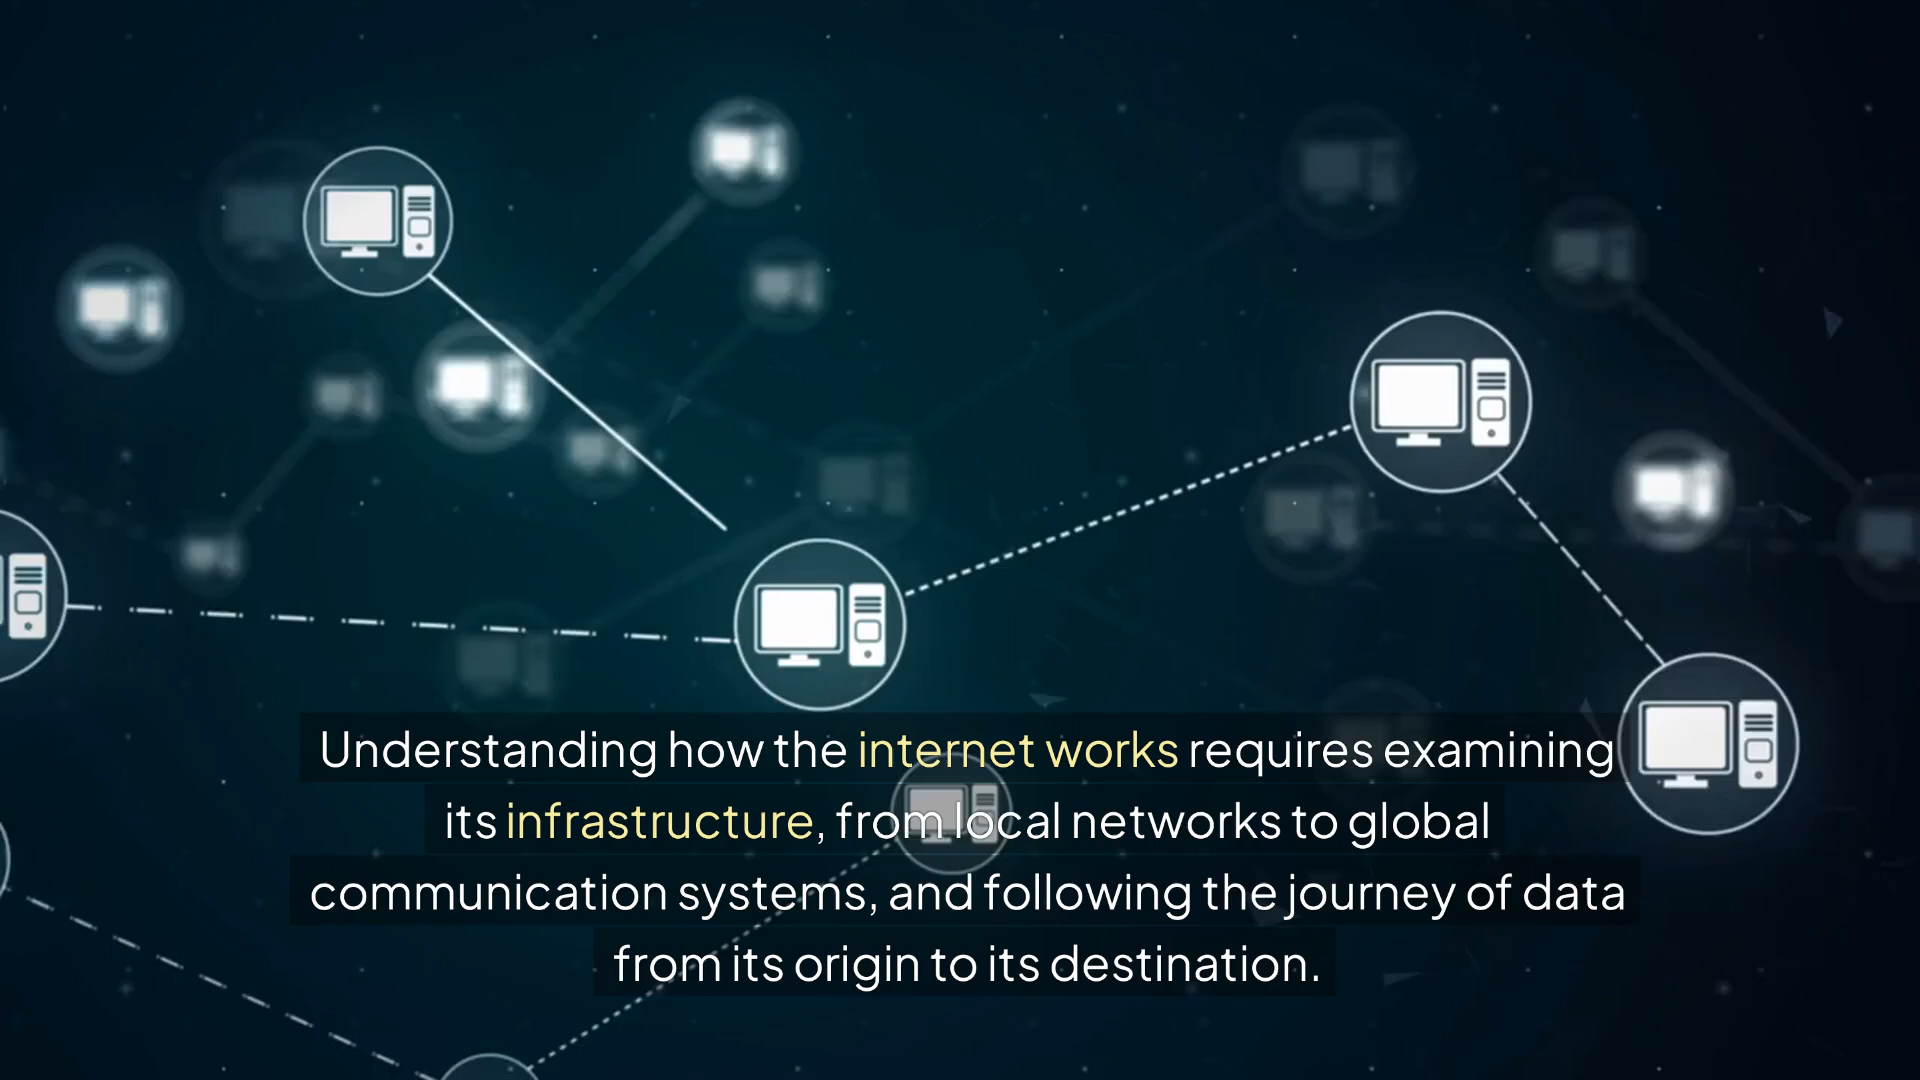 Understanding how the internet works requires examining
its infrastructure, from local networks to global
communication systems, and following the journey of data
from its origin to its destination.